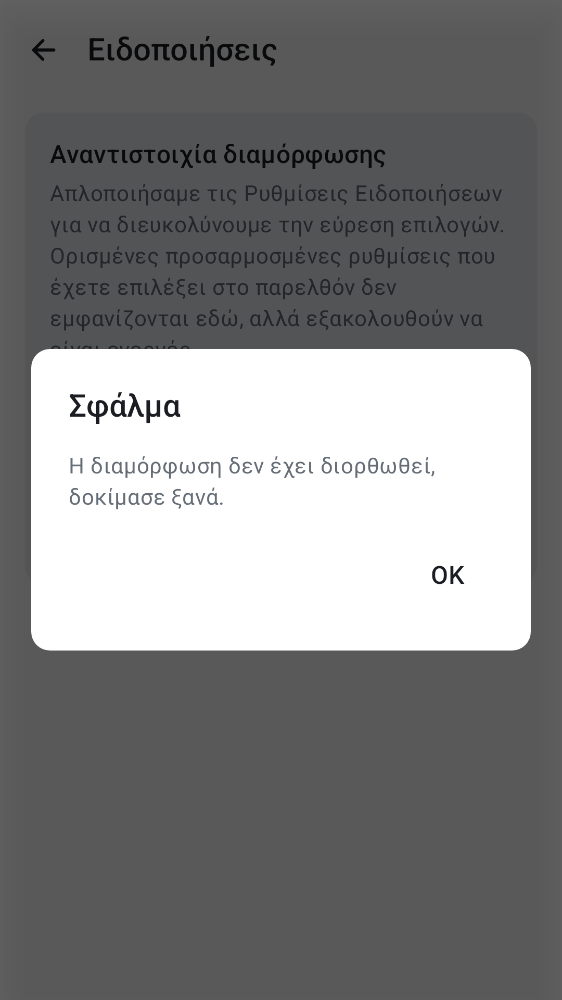 Ειδοποιήσεις
Αναντιστοιχία διαμόρφωσης
Απλοποιήσαμε τις Ρυθμίσεις Ειδοποιήσεων
για να διευκολύνουμε την εύρεση επιλογών.
Ορισμένες προσαρμοσμένες ρυθμίσεις που
έχετε επιλέξει στο παρελθόν δεν
εμφανίζονται εδώ, αλλά εξακολουθούν να
Σφάλμα
Η διαμόρφωση δεν έχει διορθωθεί,
δοκίμασε ξανά.
OK